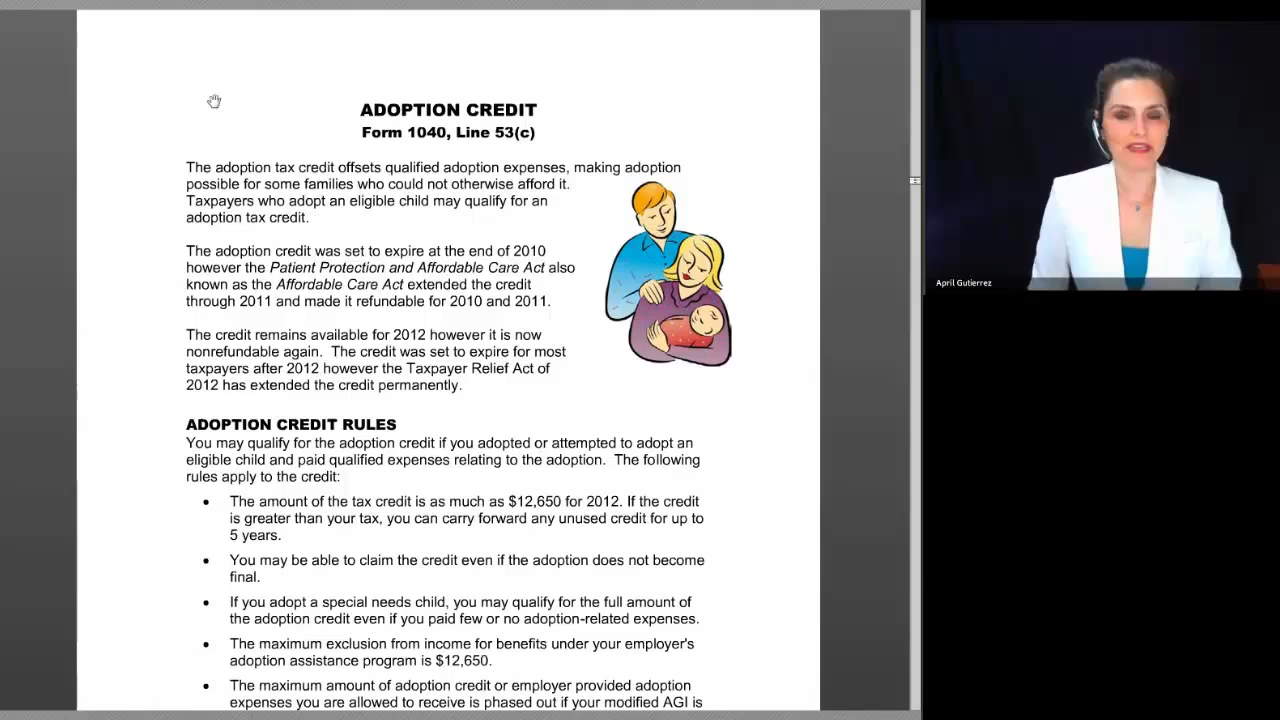 ADOPTION CREDIT
Form 1040, Line 53(c)
The adoption tax credit offsets qualified adoption expenses, making adoption
possible for some families who could not otherwise afford it.
Taxpayers who adopt an eligible child may qualify for an
adoption tax credit.
The adoption credit was set to expire at the end of 2010
however the Patient Protection and Affordable Care Act also
known as the Affordable Care Act extended the credit
through 2011 and made it refundable for 2010 and 2011.
The credit remains available for 2012 however it is now
nonrefundable again.  The credit was set to expire for most
taxpayers after 2012 however the Taxpayer Relief Act of
2012 has extended the credit permanently.
ADOPTION CREDIT RULES
You may qualify for the adoption credit if you adopted or attempted to adopt an
eligible child and paid qualified expenses relating to the adoption.  The following
rules apply to the credit:
• The amount of the tax credit is as much as $12,650 for 2012. If the credit
is greater than your tax, you can carry forward any unused credit for up to
5 years.
• You may be able to claim the credit even if the adoption does not become
final.
• If you adopt a special needs child, you may qualify for the full amount of
the adoption credit even if you paid few or no adoption-related expenses.
• The maximum exclusion from income for benefits under your employer's
adoption assistance program is $12,650.
• The maximum amount of adoption credit or employer provided adoption
expenses you are allowed to receive is phased out if your modified AGI is
April Gutierrez